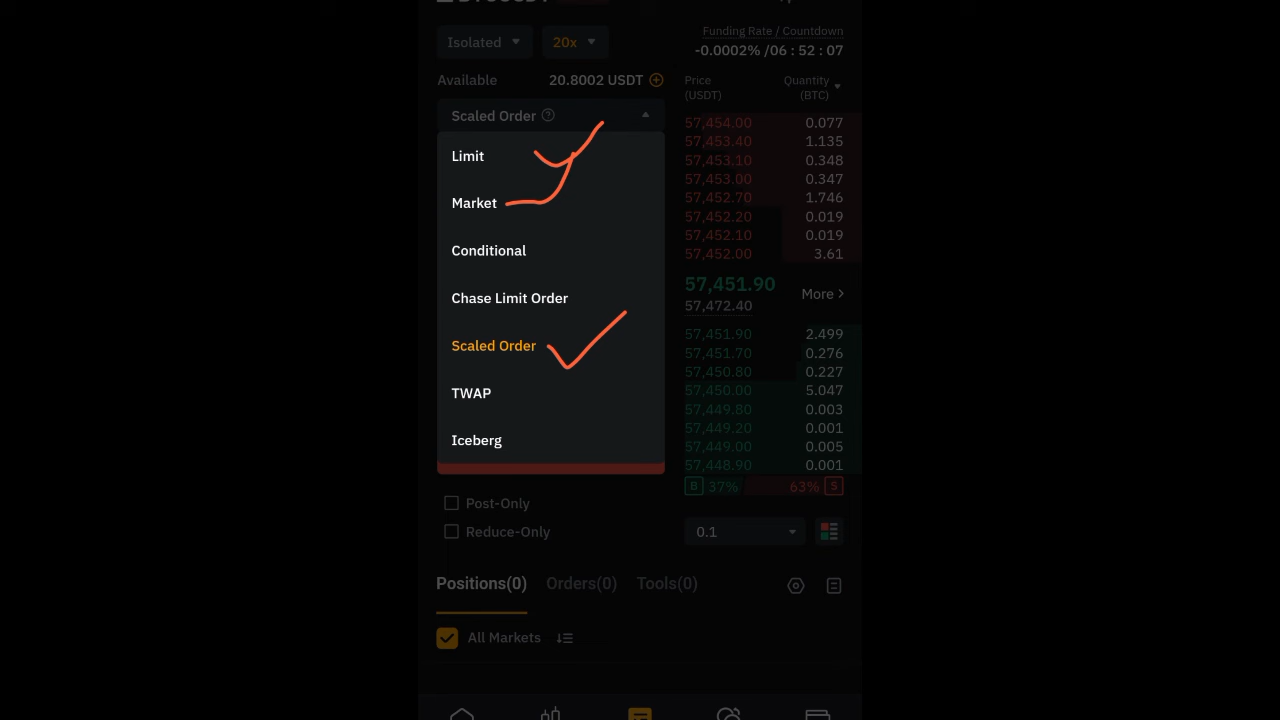 Isolated 20x
Funding Rate / Countdown
-0.0002% /06 : 52 : 07
Available 20.8002 USDT
Scaled Order
Limit
Market
Conditional
Chase Limit Order
Scaled Order
TWAP
Iceberg
Post-Only
Reduce-Only
Price Quantity
(USDT) (BTC)
57,454.00 0.077
57,453.40 1.135
57,453.10 0.348
57,453.00 0.347
57,452.70 1.746
57,452.20 0.019
57,452.10 0.019
57,452.00 3.61
57,451.90
57,472.40
More
57,451.90 2.499
57,451.70 0.276
57,450.80 0.227
57,450.00 5.047
57,449.80 0.003
57,449.20 0.001
57,449.00 0.005
57,448.90 0.001
B 37% 63% S
0.1
Positions(0) Orders(0) Tools(0)
All Markets